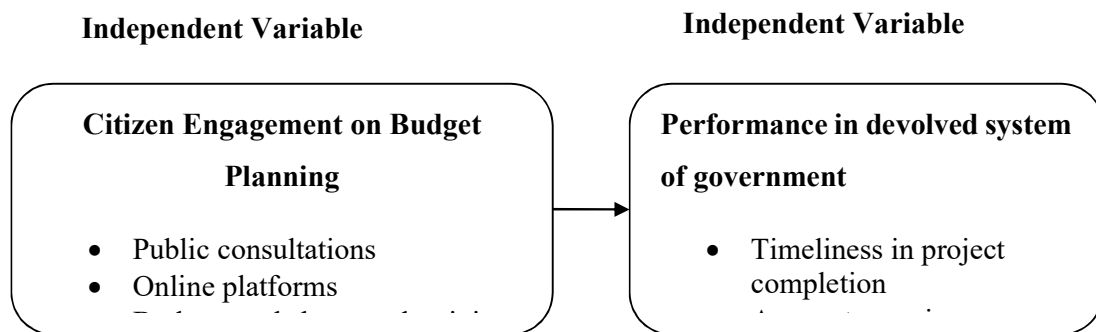 Independent Variable
Independent Variable
Citizen Engagement on Budget
Planning
• Public consultations
• Online platforms
Performance in devolved system
of government
• Timeliness in project
completion